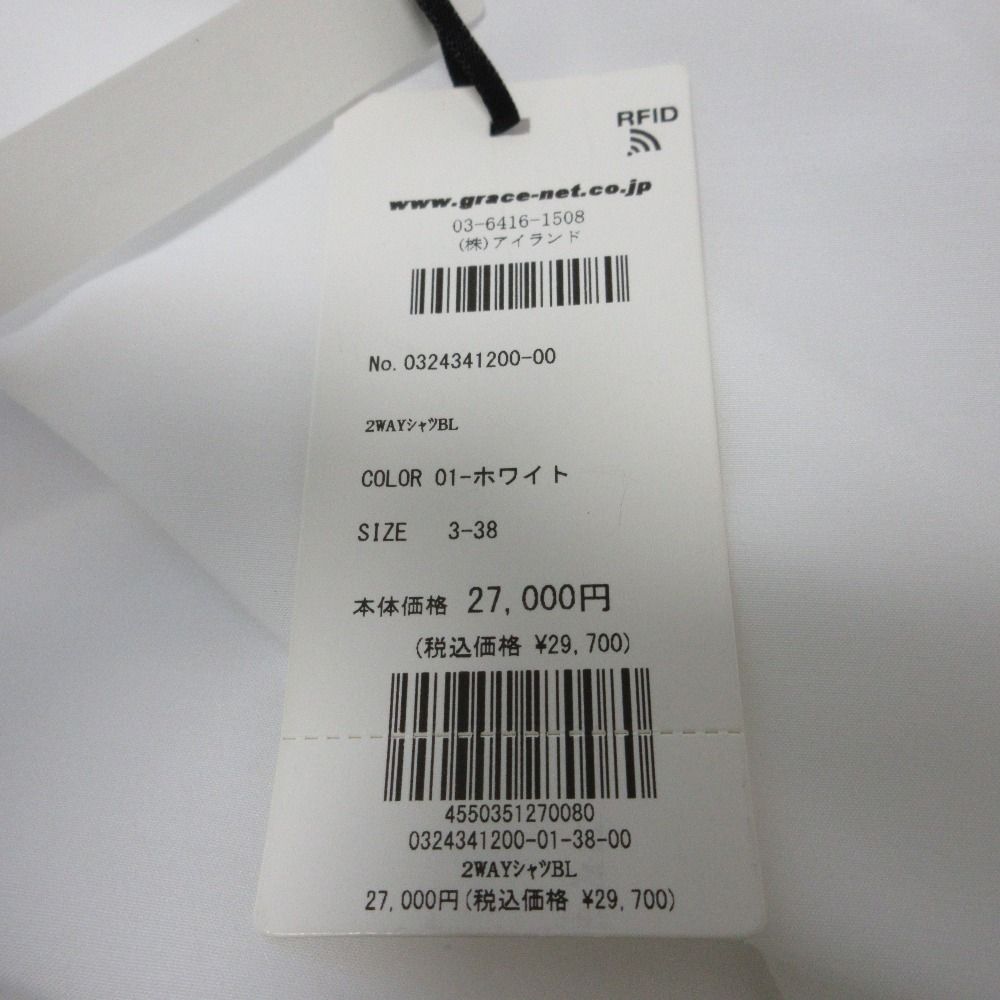 RFID
www.grace-net.co.jp
03-6416-1508
(株)アイランド
No. 0324341200-00
2WAYシャツBL
COLOR 01-ホワイト
SIZE 3-38
本体価格 27,000円
(税込価格 ¥29,700)
4550351270080
0324341200-01-38-00
2WAYシャツBL
27,000円(税込価格 ¥29,700)